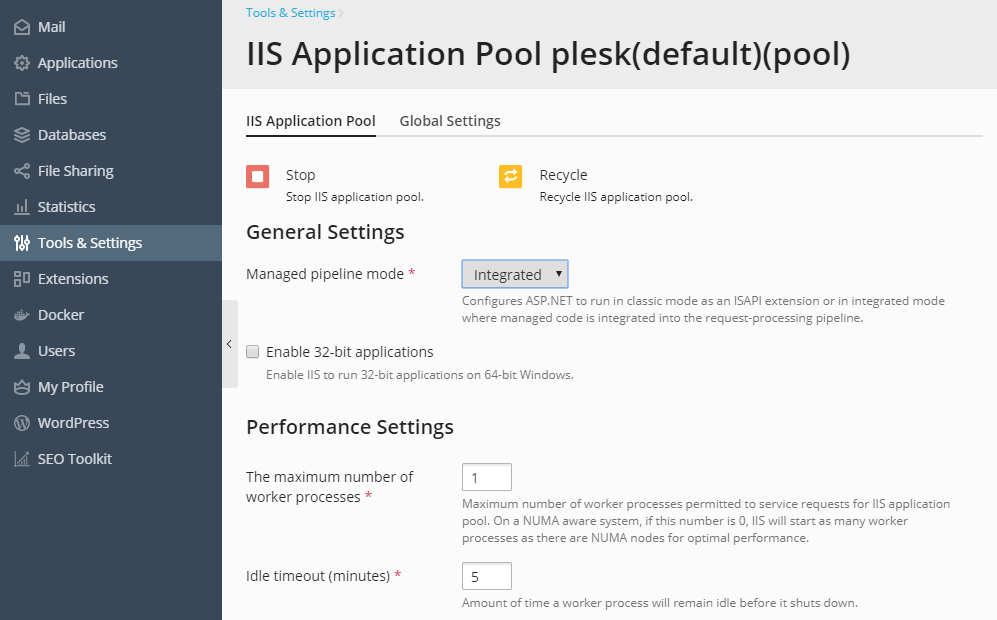 Mail
Applications
Files
Databases
File Sharing
Statistics
Tools & Settings
Extensions
Docker
Users
My Profile
WordPress
SEO Toolkit
Tools & Settings
IIS Application Pool plesk(default)(pool)
IIS Application Pool
Global Settings
Stop
Stop IIS application pool.
Recycle
Recycle IIS application pool.
General Settings
Managed pipeline mode *
Integrated
Configures ASP.NET to run in classic mode as an ISAPI extension or in integrated mode
where managed code is integrated into the request-processing pipeline.
Enable 32-bit applications
Enable IIS to run 32-bit applications on 64-bit Windows.
Performance Settings
The maximum number of
worker processes *
1
Maximum number of worker processes permitted to service requests for IIS application
pool. On a NUMA aware system, if this number is 0, IIS will start as many worker
processes as there are NUMA nodes for optimal performance.
Idle timeout (minutes) *
5
Amount of time a worker process will remain idle before it shuts down.